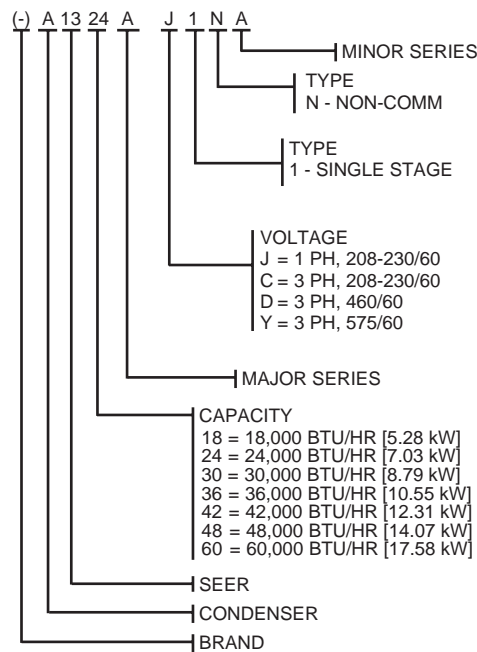 (-) A 13 24 A J 1 N A
MINOR SERIES
TYPE
N - NON-COMM
TYPE
1 - SINGLE STAGE
VOLTAGE
J = 1 PH, 208-230/60
C = 3 PH, 208-230/60
D = 3 PH, 460/60
Y = 3 PH, 575/60
MAJOR SERIES
CAPACITY
18 = 18,000 BTU/HR [5.28 kW]
24 = 24,000 BTU/HR [7.03 kW]
30 = 30,000 BTU/HR [8.79 kW]
36 = 36,000 BTU/HR [10.55 kW]
42 = 42,000 BTU/HR [12.31 kW]
48 = 48,000 BTU/HR [14.07 kW]
60 = 60,000 BTU/HR [17.58 kW]
SEER
CONDENSER
BRAND